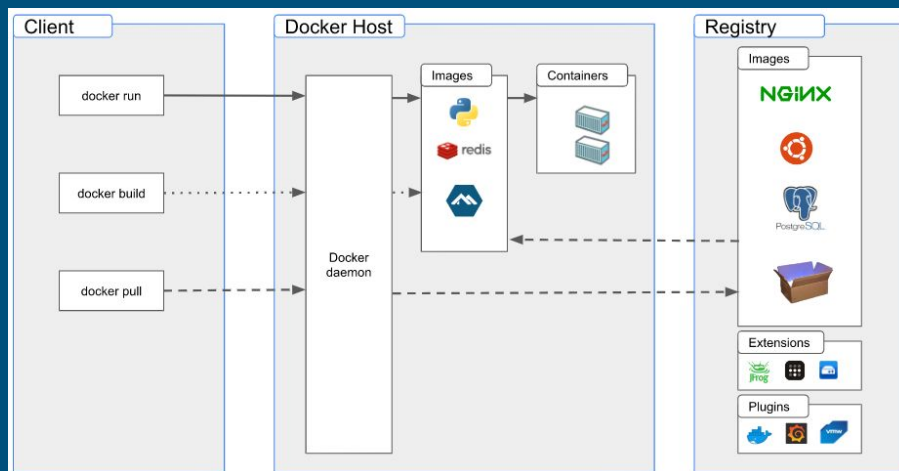 Client
docker run
docker build
docker pull
Docker Host
Docker
daemon
Images
redis
Containers
Registry
Images
NGINX
PostgreSQL
Extensions
JFrog
Plugins
vmw